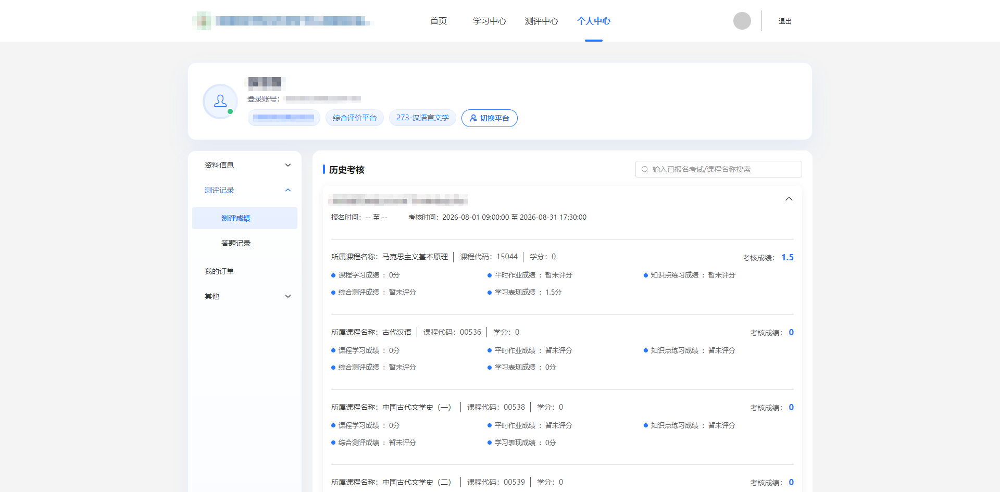 首页 学习中心 测评中心 个人中心 退出
登录账号：
综合评价平台 273-汉语言文学 切换平台
资料信息
测评记录
测评成绩
答题记录
我的订单
其他
历史考核 输入已报名考试/课程名称搜索
报名时间：-- 至 -- 考核时间：2026-08-01 09:00:00 至 2026-08-31 17:30:00
所属课程名称：马克思主义基本原理 课程代码：15044 学分：0 考核成绩：1.5
课程学习成绩 ：0分 平时作业成绩 ：暂未评分 知识点练习成绩 ：暂未评分
综合测评成绩 ：暂未评分 学习表现成绩 ：1.5分
所属课程名称：古代汉语 课程代码：00536 学分：0 考核成绩：0
课程学习成绩 ：0分 平时作业成绩 ：暂未评分 知识点练习成绩 ：暂未评分
综合测评成绩 ：暂未评分 学习表现成绩 ：0分
所属课程名称：中国古代文学史（一） 课程代码：00538 学分：0 考核成绩：0
课程学习成绩 ：0分 平时作业成绩 ：暂未评分 知识点练习成绩 ：暂未评分
综合测评成绩 ：暂未评分 学习表现成绩 ：0分
所属课程名称：中国古代文学史（二） 课程代码：00539 学分：0 考核成绩：0